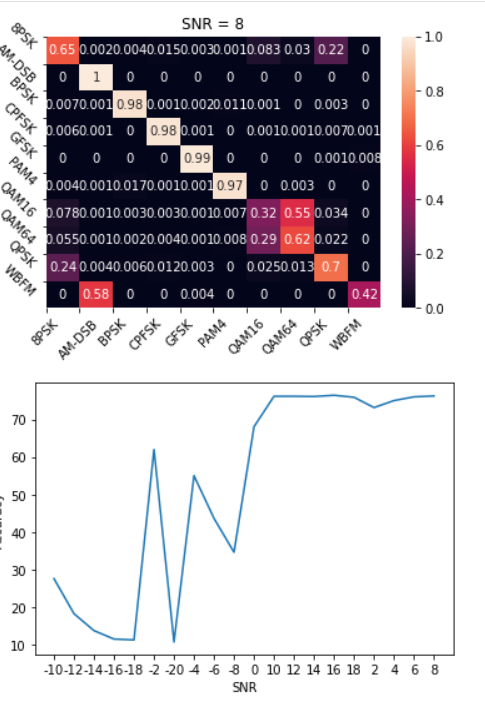 SNR = 8
8PSK 0.65 0.002 0.004 0.015 0.003 0.001 0.083 0.03 0.22 0
AM-DSB 0 1 0 0 0 0 0 0 0 0
BPSK 0.007 0.001 0.98 0.001 0.002 0.011 0.001 0 0.003 0
CPFSK 0.006 0.001 0 0.98 0.001 0 0.001 0.001 0.007 0.001
GFSK 0 0 0 0 0.99 0 0 0 0.001 0.008
PAM4 0.004 0.001 0.017 0.001 0.001 0.97 0 0.003 0 0
QAM16 0.078 0.001 0.003 0.003 0.001 0.007 0.32 0.55 0.034 0
QAM64 0.055 0.001 0.002 0.004 0.001 0.008 0.29 0.62 0.022 0
QPSK 0.24 0.004 0.006 0.012 0.003 0 0.025 0.013 0.7 0
WBFM 0 0.58 0 0 0.004 0 0 0 0 0.42
8PSK AM-DSB BPSK CPFSK GFSK PAM4 QAM16 QAM64 QPSK WBFM
1.0
0.8
0.6
0.4
0.2
0.0
70
60
50
40
30
20
10
-10 -12 -14 -16 -18 -2 -20 -4 -6 -8 0 10 12 14 16 18 2 4 6 8
SNR